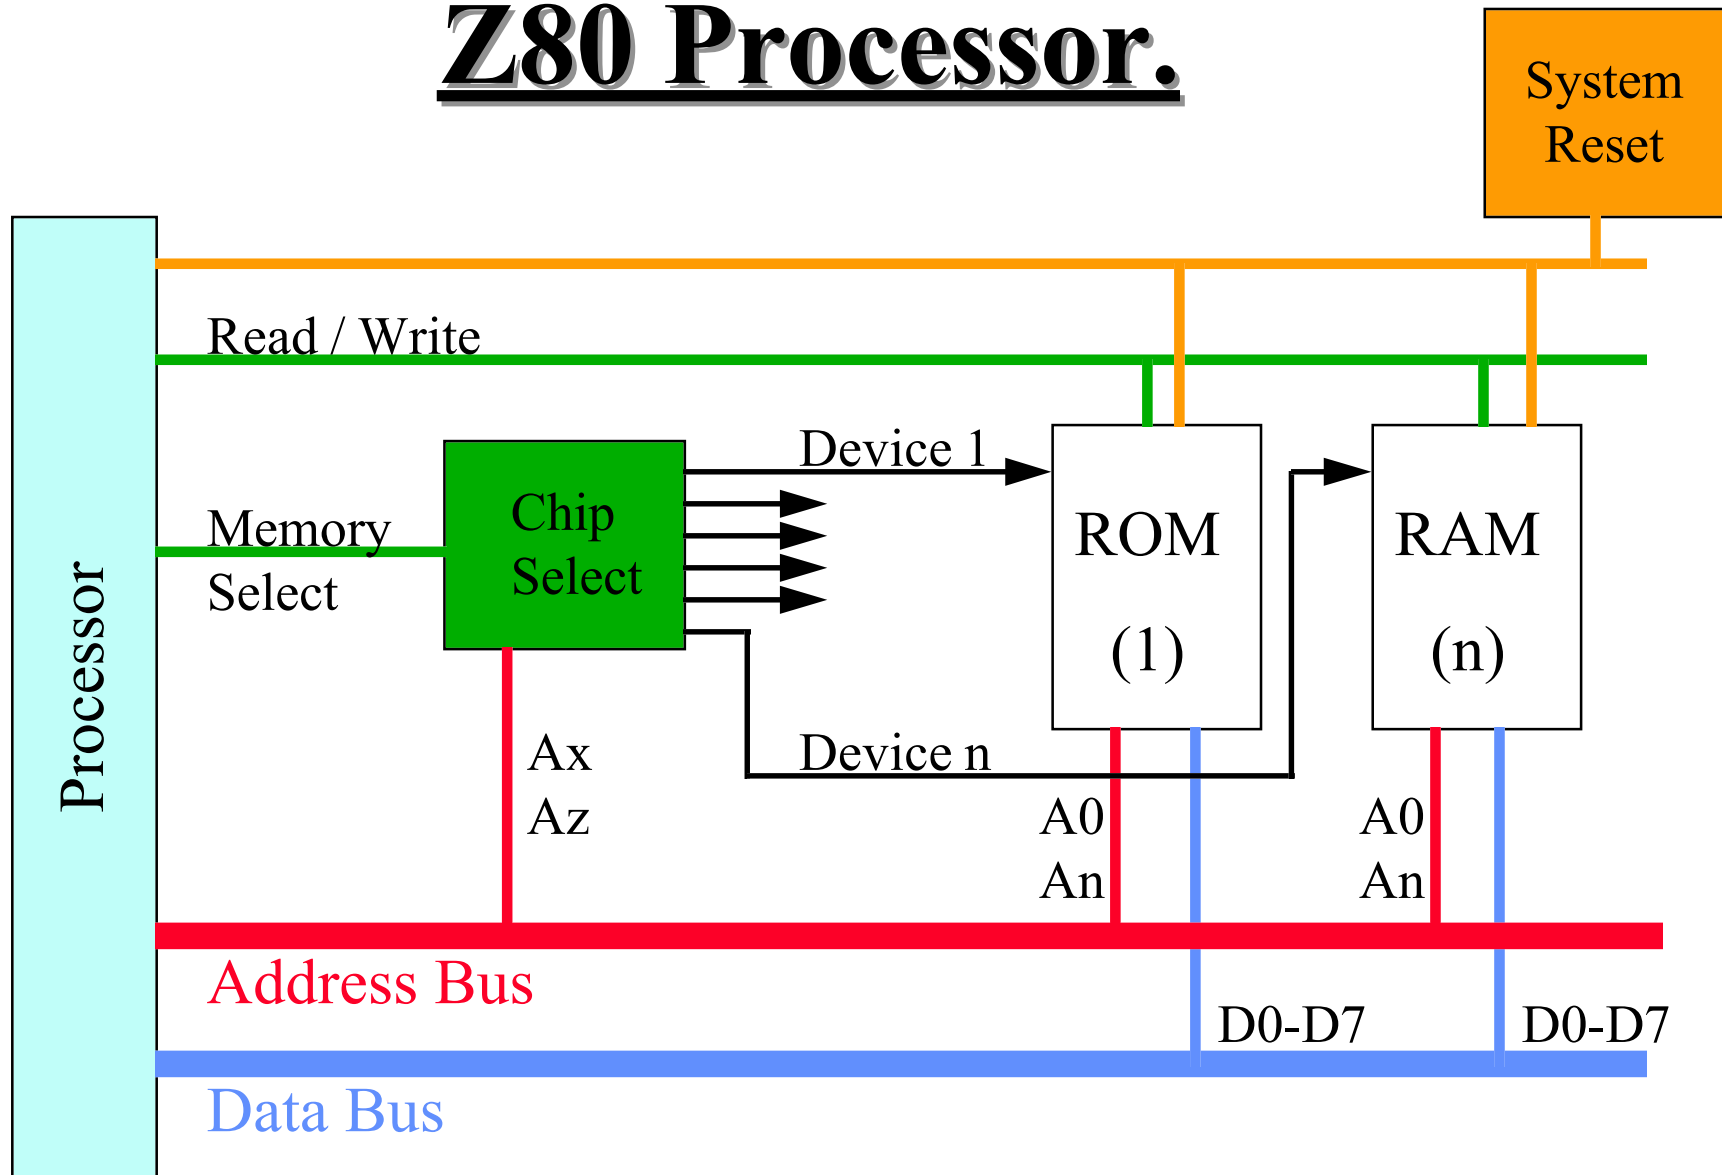 Z80 Processor.
System
Reset
Read / Write
Device 1
Chip
Select
Memory
Select
ROM
(1)
RAM
(n)
Processor
Ax
Az
Device n
A0
An
A0
An
Address Bus
D0-D7
D0-D7
Data Bus